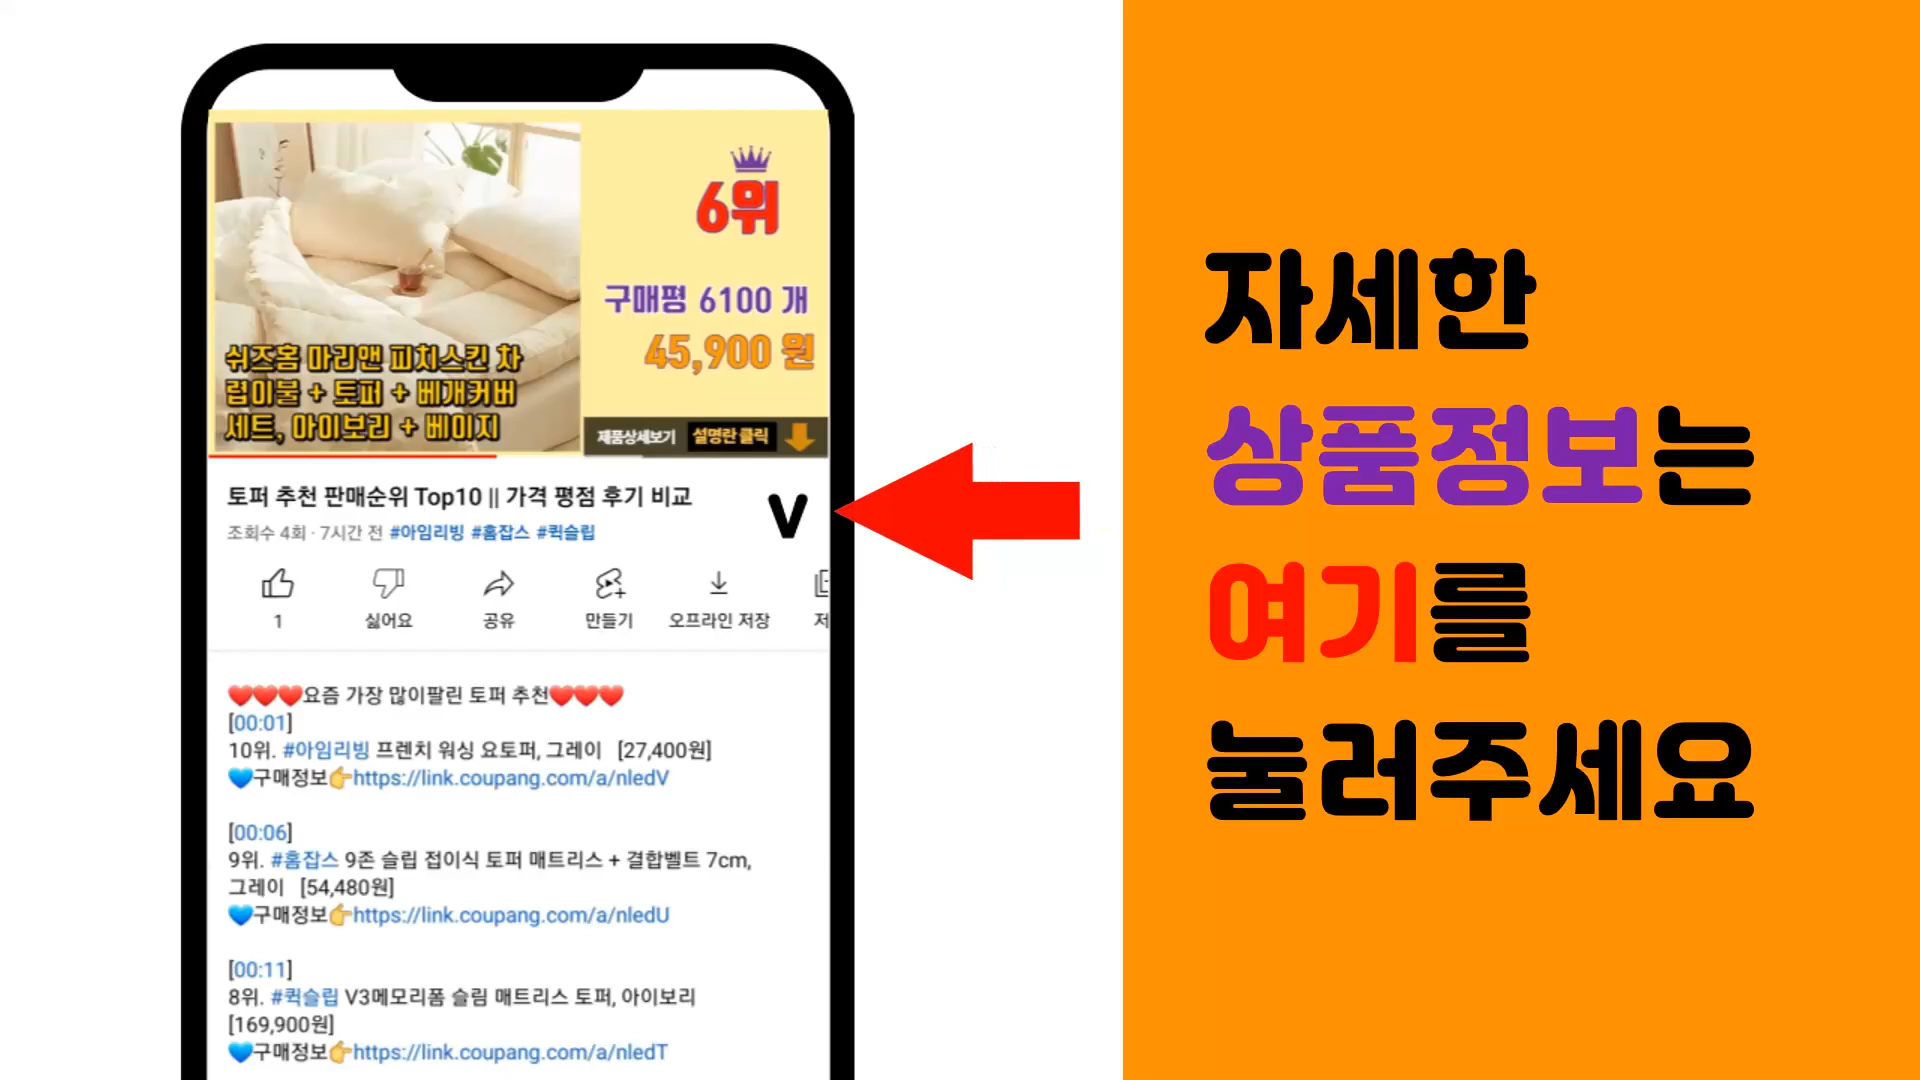 6위
구매평 6100 개
45,900 원
쉬즈홈 마리앤 피치스킨 차
렵이불 + 토퍼 + 베개커버
세트, 아이보리 + 베이지
제품상세보기 설명란 클릭
토퍼 추천 판매순위 Top10 || 가격 평점 후기 비교
V
조회수 4회 · 7시간 전 #아임리빙 #홈잡스 #퀵슬립
1 싫어요 공유 만들기 오프라인 저장 저
❤️❤️❤️요즘 가장 많이팔린 토퍼 추천❤️❤️❤️
[00:01]
10위. #아임리빙 프렌치 워싱 요토퍼, 그레이 [27,400원]
💙구매정보👉https://link.coupang.com/a/nledV
[00:06]
9위. #홈잡스 9존 슬립 접이식 토퍼 매트리스 + 결합벨트 7cm,
그레이 [54,480원]
💙구매정보👉https://link.coupang.com/a/nledU
[00:11]
8위. #퀵슬립 V3메모리폼 슬림 매트리스 토퍼, 아이보리
[169,900원]
💙구매정보👉https://link.coupang.com/a/nledT
자세한
상품정보는
여기를
눌러주세요